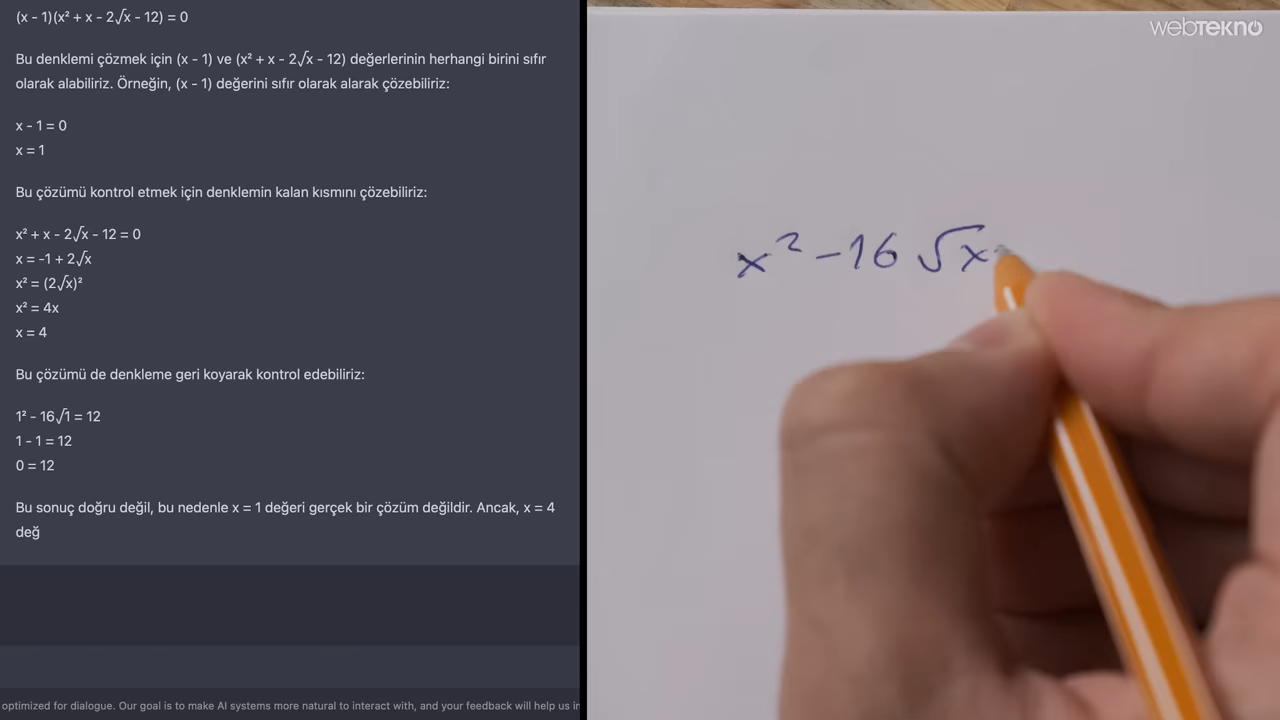 (x - 1)(x² + x - 2√x - 12) = 0
Bu denklemi çözmek için (x - 1) ve (x² + x - 2√x - 12) değerlerinin herhangi birini sıfır
olarak alabiliriz. Örneğin, (x - 1) değerini sıfır olarak alarak çözebiliriz:
x - 1 = 0
x = 1
Bu çözümü kontrol etmek için denklemin kalan kısmını çözebiliriz:
x² + x - 2√x - 12 = 0
x = -1 + 2√x
x² = (2√x)²
x² = 4x
x = 4
Bu çözümü de denkleme geri koyarak kontrol edebiliriz:
1² - 16√1 = 12
1 - 1 = 12
0 = 12
Bu sonuç doğru değil, bu nedenle x = 1 değeri gerçek bir çözüm değildir. Ancak, x = 4
değ
optimized for dialogue. Our goal is to make AI systems more natural to interact with, and your feedback will help us
webtekno
x² - 16 √x